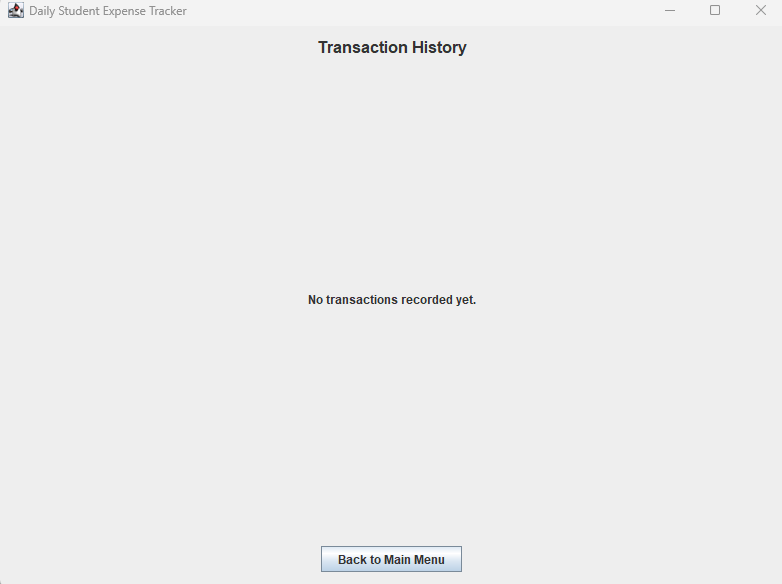 Daily Student Expense Tracker
Transaction History
No transactions recorded yet.
Back to Main Menu